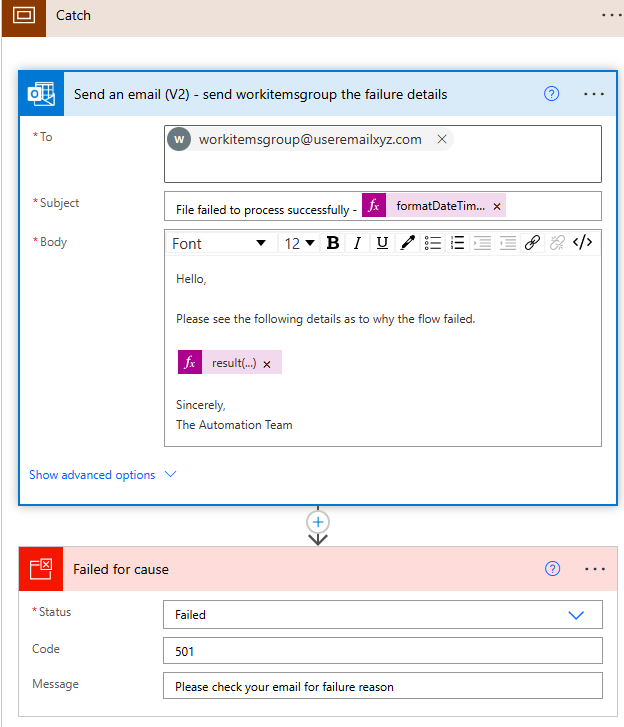 Catch
Send an email (V2) - send workitemsgroup the failure details
* To
W workitemsgroup@useremailxyz.com
* Subject
File failed to process successfully - fx formatDateTim...
* Body
Font 12 B I U </>
Hello,
Please see the following details as to why the flow failed.
fx result(...)
Sincerely,
The Automation Team
Show advanced options
Failed for cause
* Status
Failed
Code
501
Message
Please check your email for failure reason